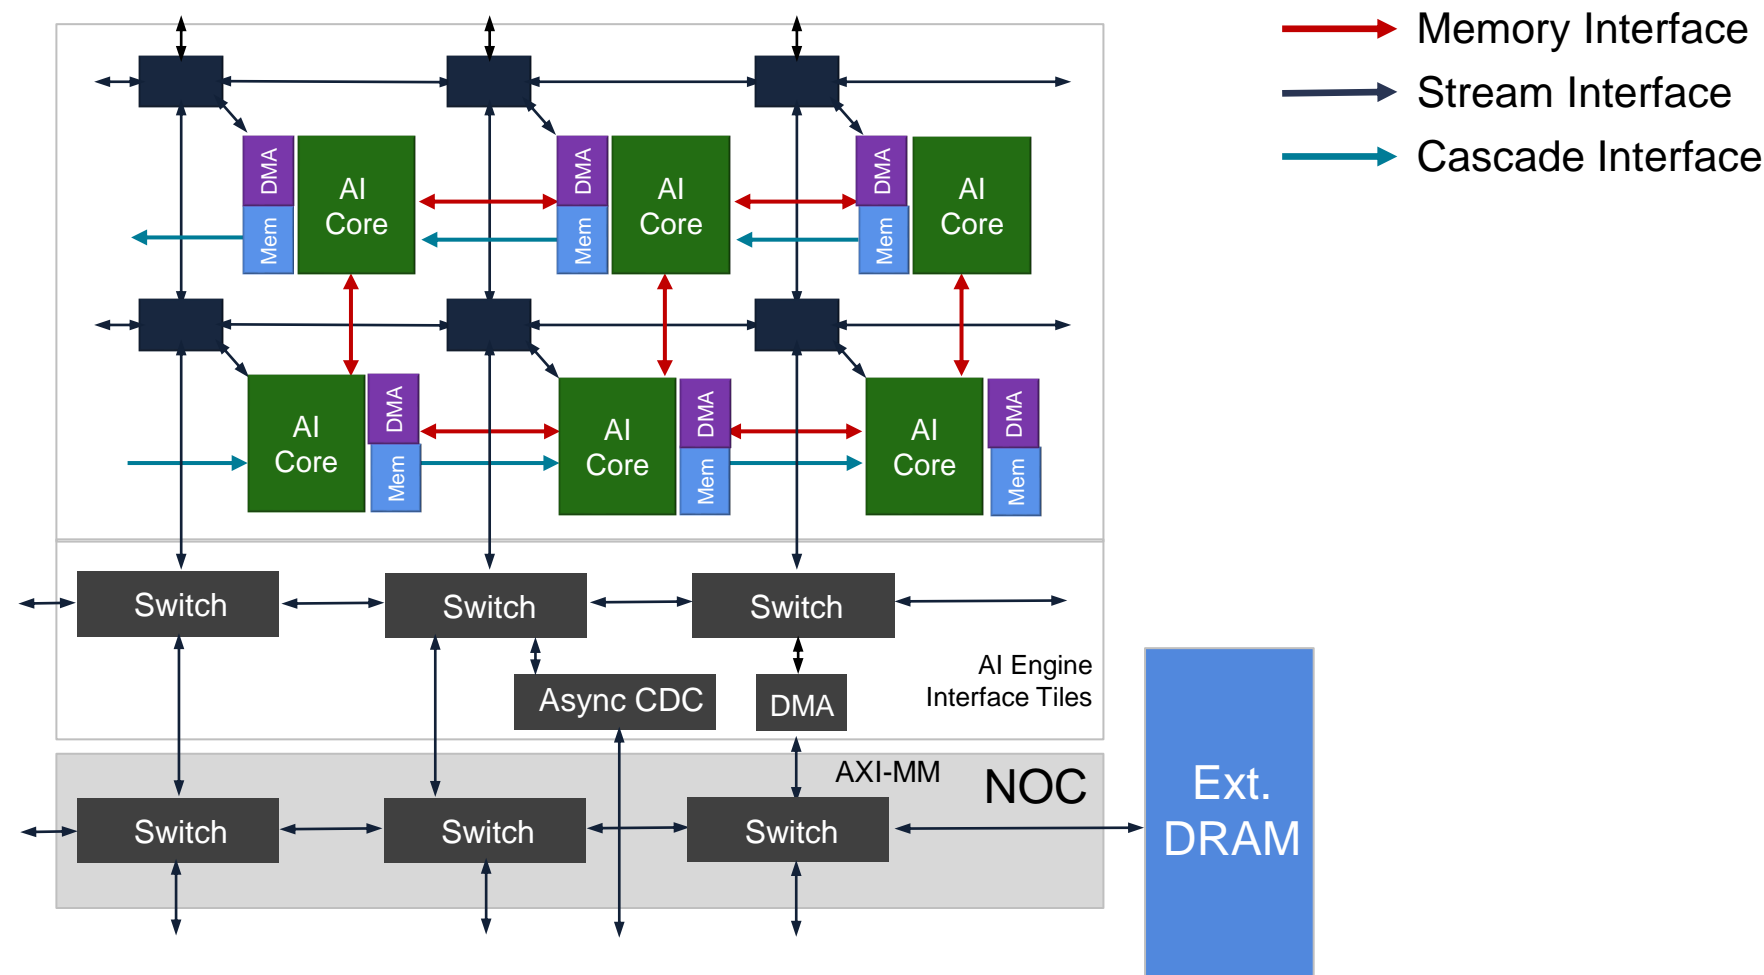 Memory Interface
Stream Interface
Cascade Interface
DMA
Mem
AI
Core
DMA
Mem
AI
Core
DMA
Mem
AI
Core
AI
Core
DMA
Mem
AI
Core
DMA
Mem
AI
Core
DMA
Mem
Switch
Switch
Switch
Async CDC
DMA
AI Engine
Interface Tiles
AXI-MM
NOC
Switch
Switch
Switch
Ext.
DRAM